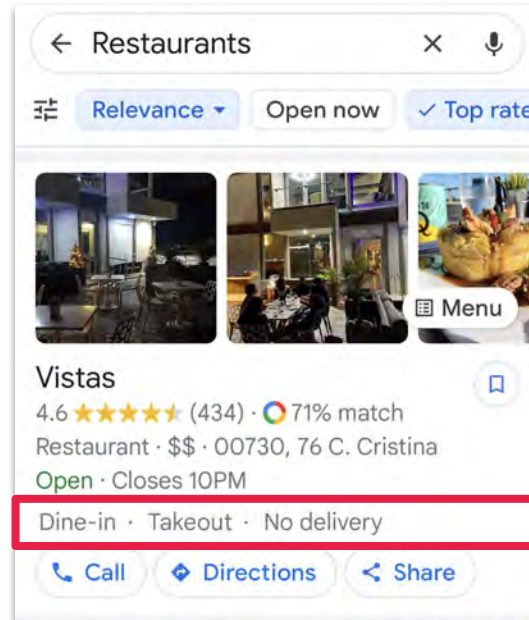 Restaurants
Relevance Open now Top rate
Menu
Vistas
4.6 (434) · 71% match
Restaurant · $$ · 00730, 76 C. Cristina
Open · Closes 10PM
Dine-in · Takeout · No delivery
Call Directions Share